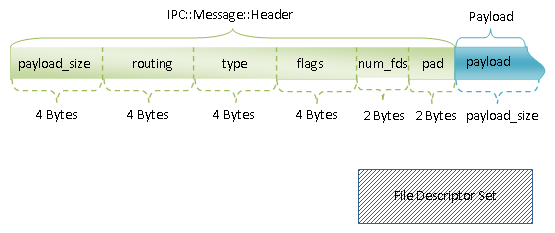 IPC::Message::Header
Payload
payload_size routing type flags num_fds pad payload
4 Bytes 4 Bytes 4 Bytes 4 Bytes 2 Bytes 2 Bytes payload_size
File Descriptor Set